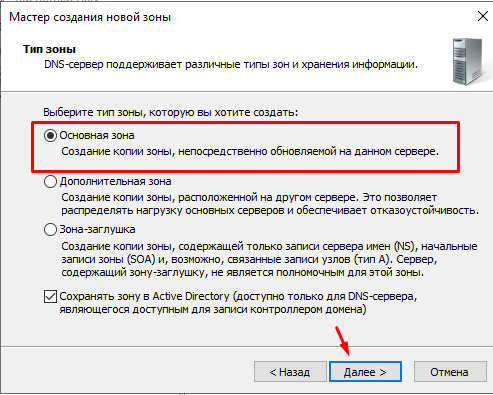 Мастер создания новой зоны
Тип зоны
DNS-сервер поддерживает различные типы зон и хранения информации.
Выберите тип зоны, которую вы хотите создать:
Основная зона
Создание копии зоны, непосредственно обновляемой на данном сервере.
Дополнительная зона
Создание копии зоны, расположенной на другом сервере. Это позволяет
распределять нагрузку основных серверов и обеспечивает отказоустойчивость.
Зона-заглушка
Создание копии зоны, содержащей только записи сервера имен (NS), начальные
записи зоны (SOA) и, возможно, связанные записи узлов (тип A). Сервер,
содержащий зону-заглушку, не является полномочным для этой зоны.
Сохранять зону в Active Directory (доступно только для DNS-сервера,
являющегося доступным для записи контроллером домена)
< Назад
Далее >
Отмена